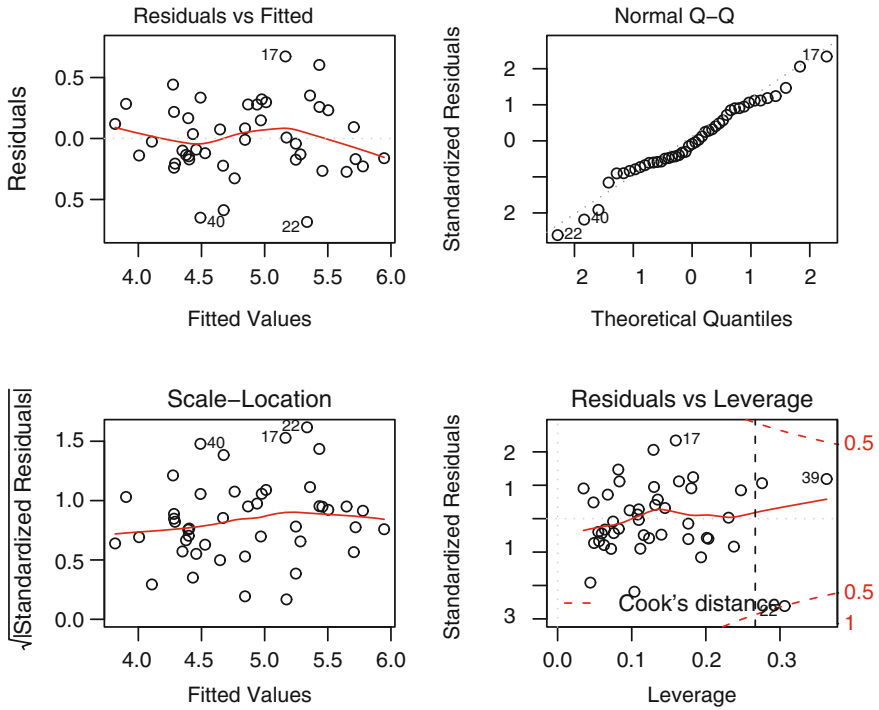 Residuals vs Fitted
Residuals
0.5
0.0
0.5
17
40
22
4.0 4.5 5.0 5.5 6.0
Fitted Values
Normal Q−Q
Standardized Residuals
2
1
0
2
17
40
22
2 1 0 1 2
Theoretical Quantiles
Scale−Location
√|Standardized Residuals|
1.5
1.0
0.5
0.0
40
17
22
4.0 4.5 5.0 5.5 6.0
Fitted Values
Residuals vs Leverage
Standardized Residuals
2
1
1
3
17
39
22
Cook's distance
0.5
0.5
1
0.0 0.1 0.2 0.3
Leverage